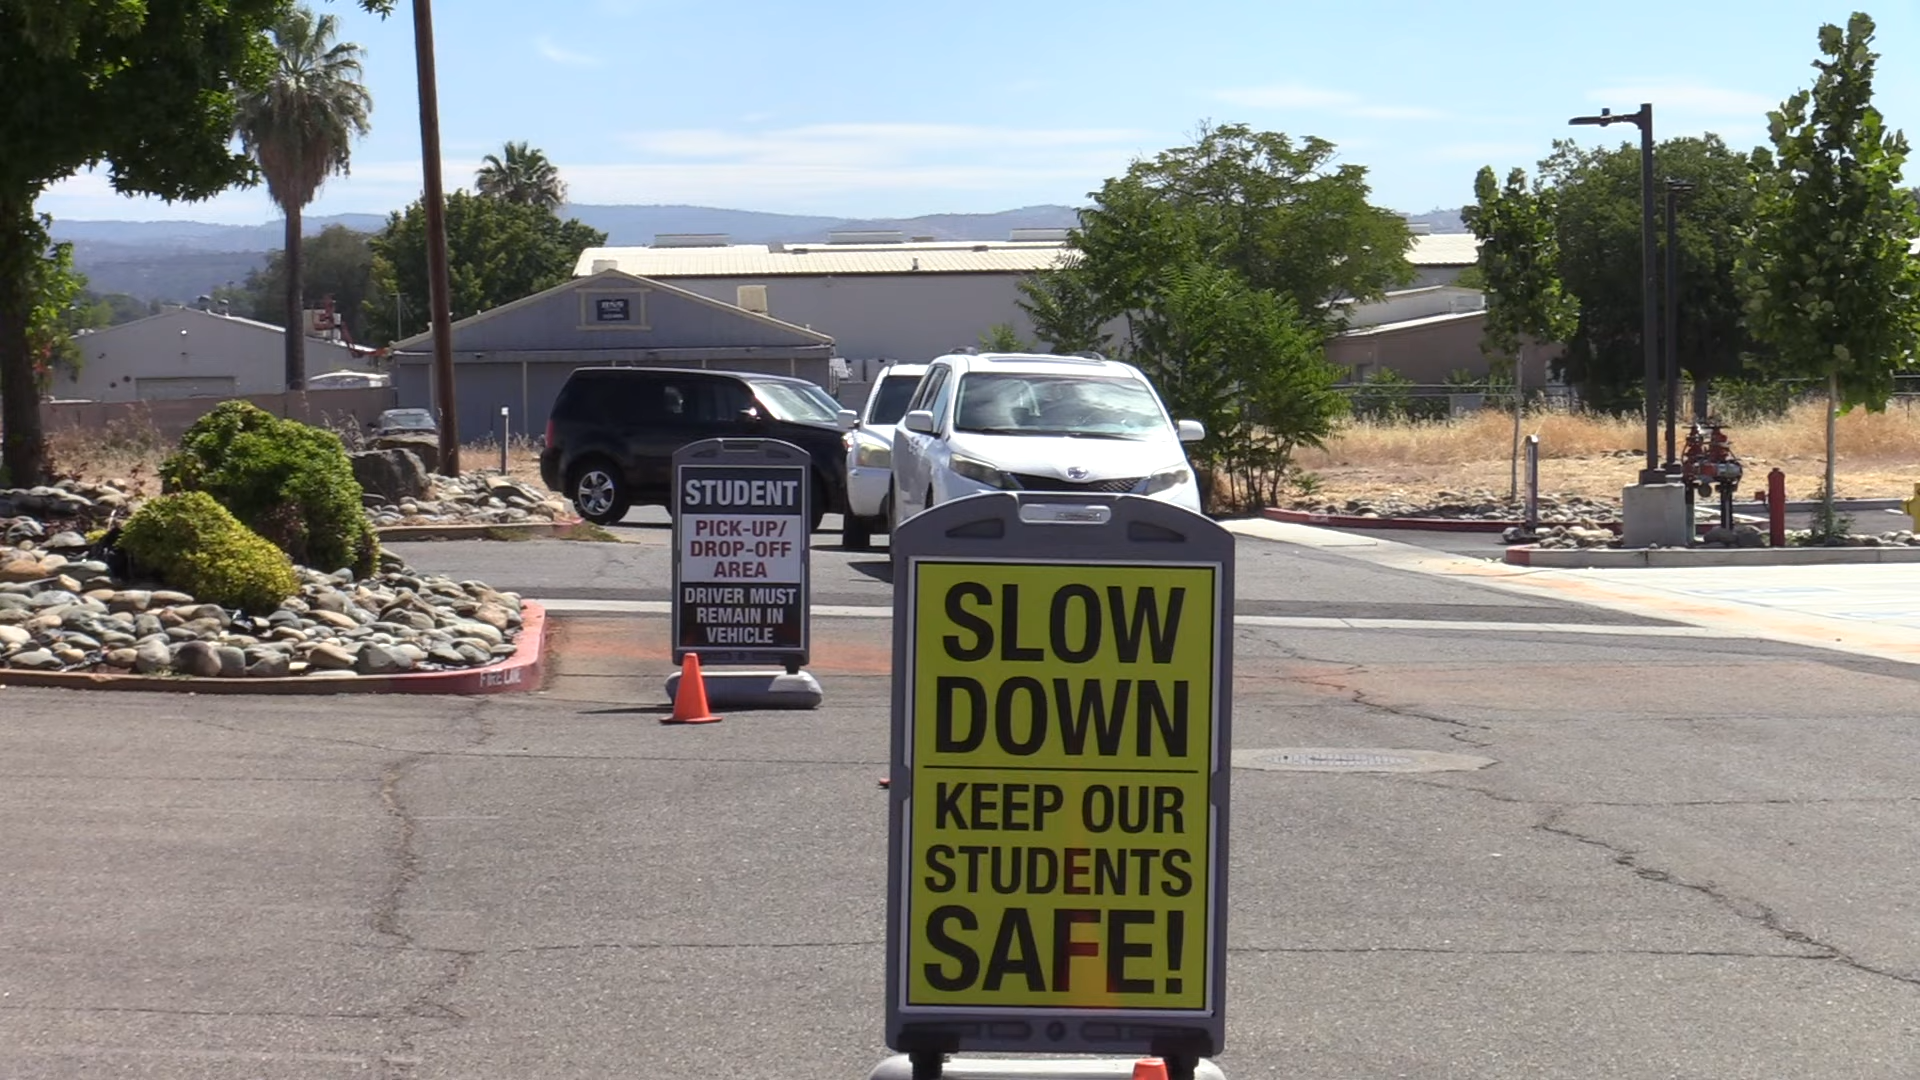 STUDENT
PICK-UP/
DROP-OFF
AREA
DRIVER MUST
REMAIN IN
VEHICLE
SLOW
DOWN
KEEP OUR
STUDENTS
SAFE!
FIRE LANE